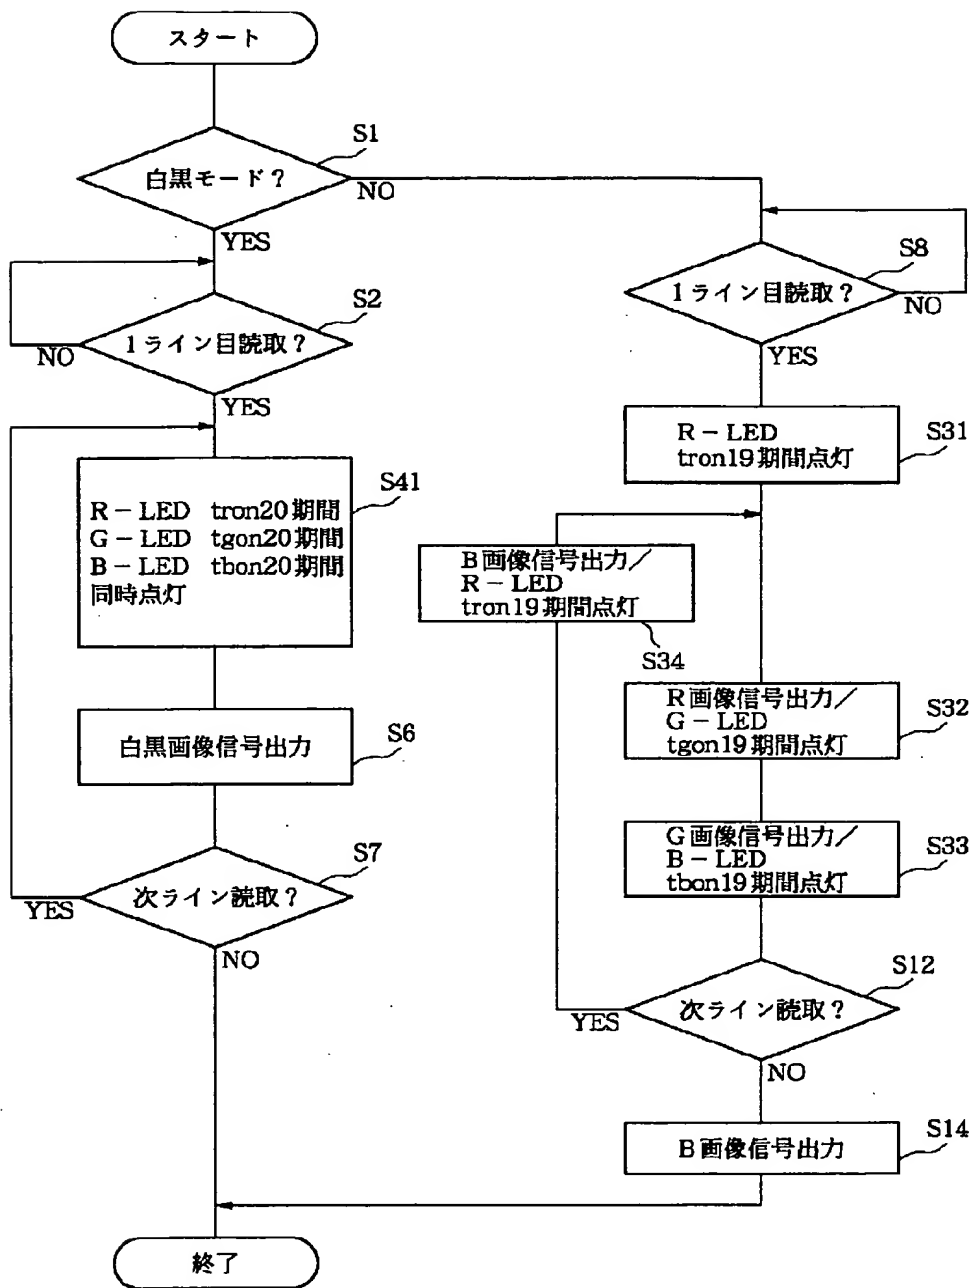 スタート
S1
白黒モード?
NO
YES
S2
1ライン目読取?
NO
YES
S41
R-LED tron20期間
G-LED tgon20期間
B-LED tbon20期間
同時点灯
白黒画像信号出力
S6
S7
次ライン読取?
YES
NO
S8
1ライン目読取?
NO
YES
R-LED
tron19期間点灯
S31
B画像信号出力/
R-LED
tron19期間点灯
S34
R画像信号出力/
G-LED
tgon19期間点灯
S32
G画像信号出力/
B-LED
tbon19期間点灯
S33
S12
次ライン読取?
YES
NO
B画像信号出力
S14
終了